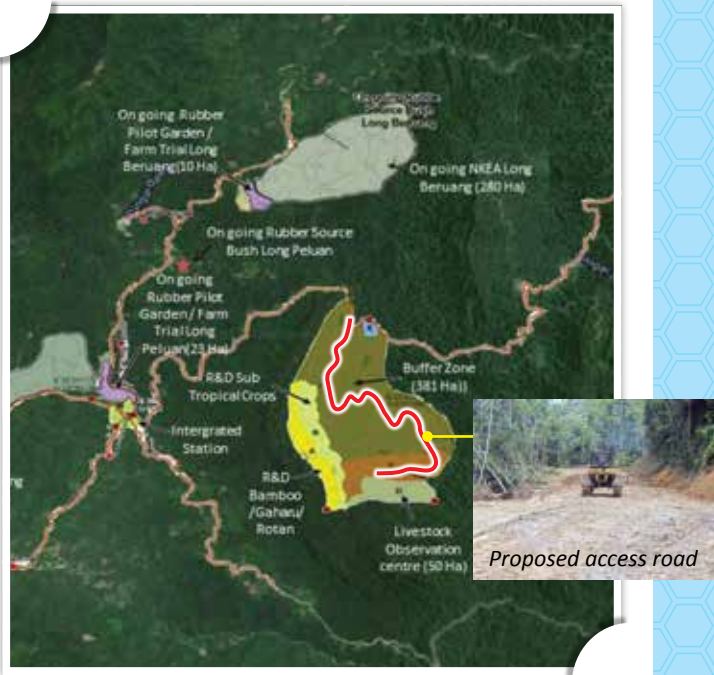 On going Rubber
Pilot Garden /
Farm Trial Long
Beruang(10 Ha)
Long
On going NKEA Long
Beruang (280 Ha)
On going Rubber Source
Bush Long Peluan
On going
Rubber Pilot
Garden / Farm
Trial Long
Peluan(23 Ha)
R&D Sub
Tropical Crops
Buffer Zone
(381 Ha))
Intergrated
Station
R&D
Bamboo
/Gaharu/
Rotan
Livestock
Observation
centre (50 Ha)
Proposed access road